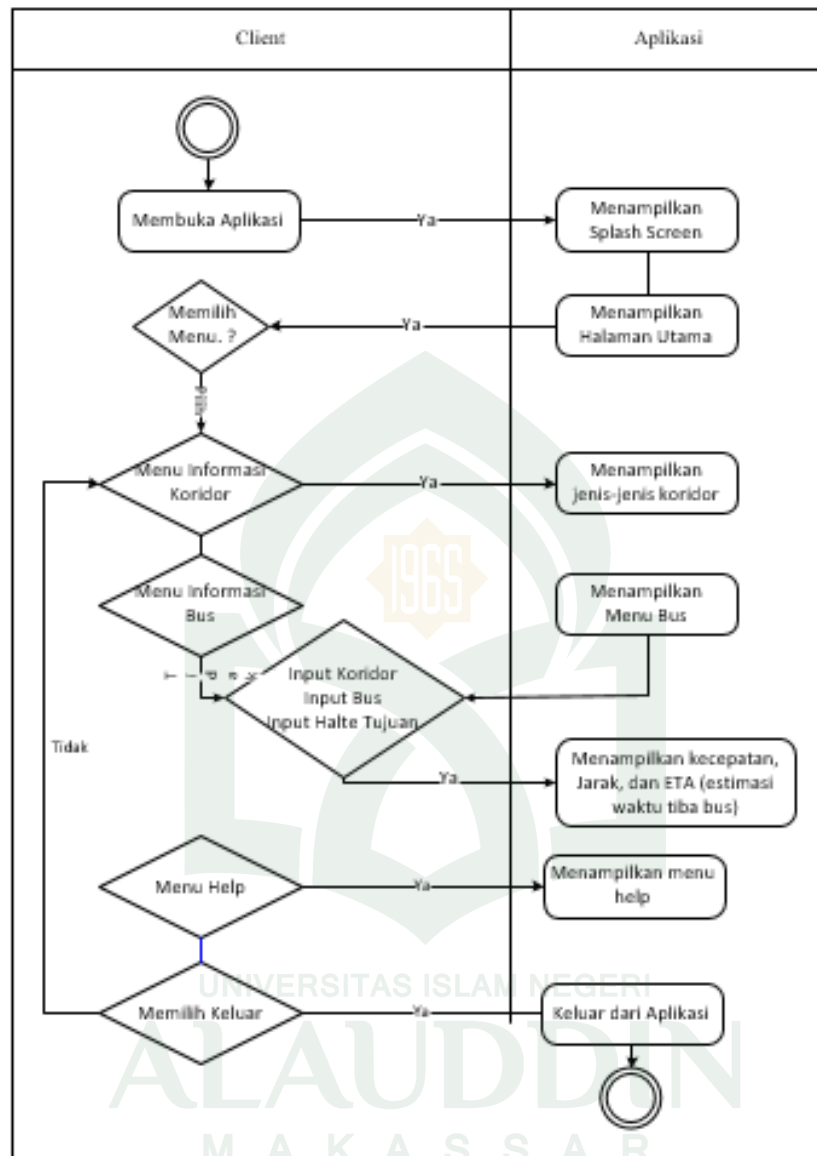 Client
Aplikasi
Membuka Aplikasi
Ya
Menampilkan
Splash Screen
Memilih
Menu. ?
Ya
Menampilkan
Halaman Utama
Menu Informasi
Koridor
Ya
Menampilkan
jenis-jenis koridor
1965
Menu Informasi
Bus
Menampilkan
Menu Bus
Tidak
Input Koridor
Input Bus
Input Halte Tujuan
Tidak
Ya
Menampilkan kecepatan,
Jarak, dan ETA (estimasi
waktu tiba bus)
Menu Help
Ya
Menampilkan menu
help
UNIVERSITAS ISLAM NEGERI
Memilih Keluar
Ya
Keluar dari Aplikasi
ALAUDDIN
MAKASSAR